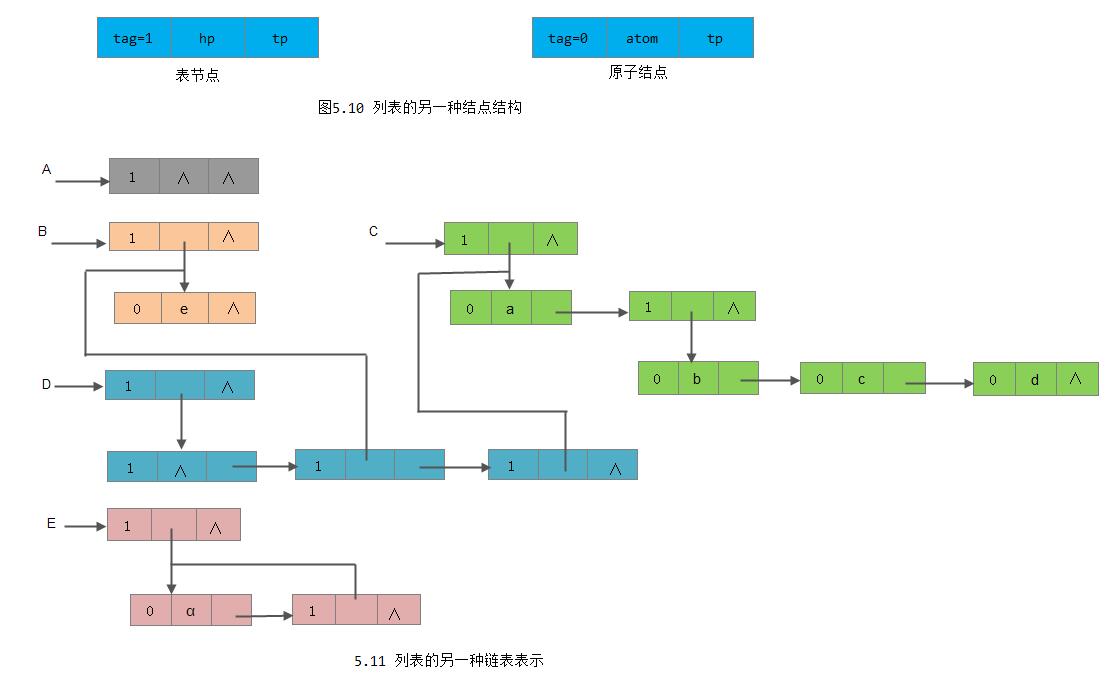 tag=1 hp tp tag=0 atom tp
表节点 原子结点
图5.10 列表的另一种结点结构
A 1 ∧ ∧
B 1 ∧ C 1 ∧
0 e ∧ 0 a 1 ∧
D 1 ∧ 0 b 0 c 0 d ∧
1 ∧ 1 1 ∧
E 1 ∧
0 α 1 ∧
5.11 列表的另一种链表表示